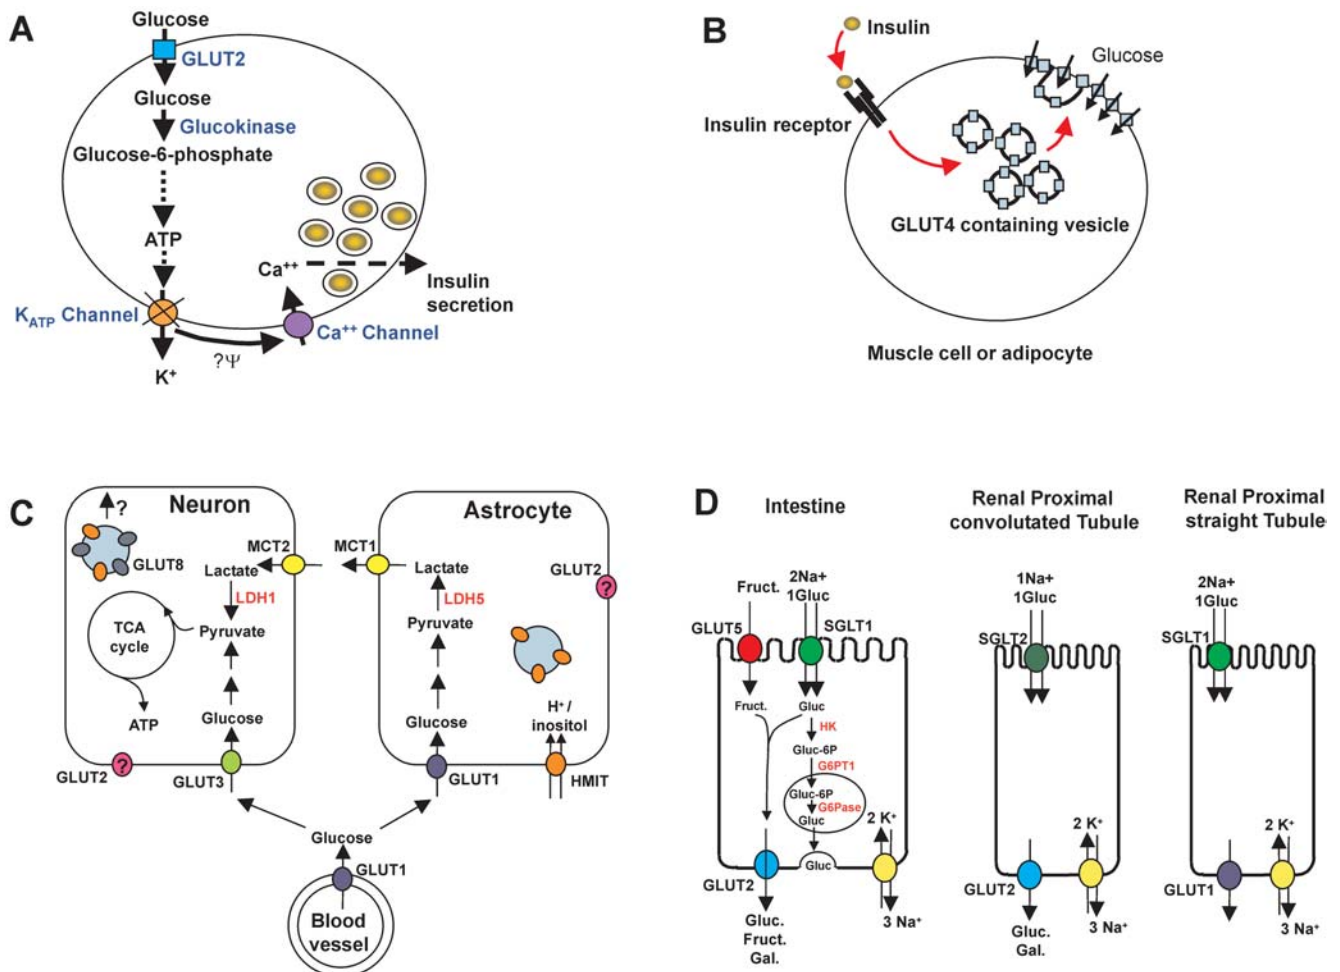 A
Glucose
GLUT2
Glucose
Glucokinase
Glucose-6-phosphate
ATP
Ca++
Insulin
secretion
KATP Channel
Ca++ Channel
?Ψ
K+
B
Insulin
Glucose
Insulin receptor
GLUT4 containing vesicle
Muscle cell or adipocyte
C
Neuron
?
GLUT8
MCT2
Lactate
LDH1
TCA
cycle
Pyruvate
ATP
Glucose
GLUT2
?
GLUT3
Astrocyte
MCT1
Lactate
GLUT2
?
LDH5
Pyruvate
H+ /
inositol
Glucose
GLUT1
HMIT
Glucose
GLUT1
Blood
vessel
D
Intestine
Fruct.
2Na+
1Gluc
GLUT5
SGLT1
Fruct.
Gluc
HK
Gluc-6P
G6PT1
Gluc-6P
G6Pase
Gluc
2 K+
Gluc
GLUT2
Gluc.
Fruct.
Gal.
3 Na+
Renal Proximal
convolutated Tubule
1Na+
1Gluc
SGLT2
2 K+
GLUT2
Gluc.
Gal.
3 Na+
Renal Proximal
straight Tubule
2Na+
1Gluc
SGLT1
2 K+
GLUT1
3 Na+